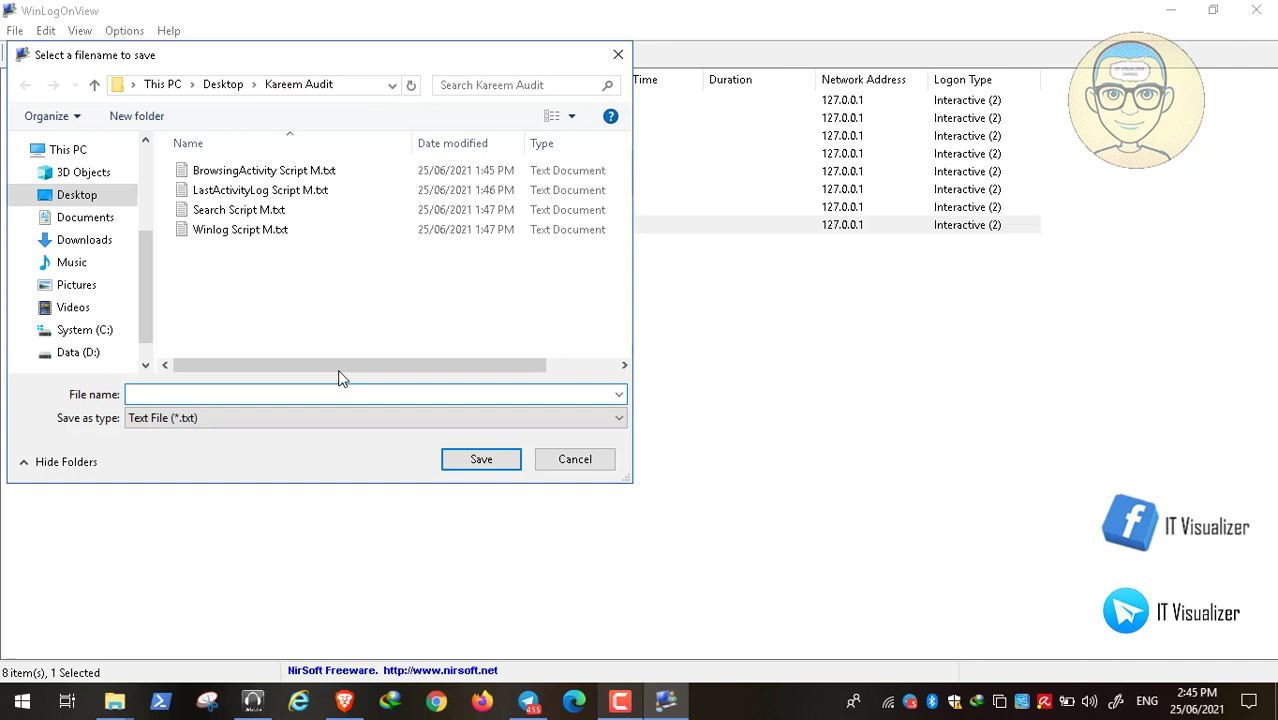 WinLogOnView
File Edit View Options Help
Select a filename to save
This PC Desktop Kareem Audit
Search Kareem Audit
Organize
New folder
This PC
3D Objects
Desktop
Documents
Downloads
Music
Pictures
Videos
System (C:)
Data (D:)
Name Date modified Type
BrowsingActivity Script M.txt 25/06/2021 1:45 PM Text Document
LastActivityLog Script M.txt 25/06/2021 1:46 PM Text Document
Search Script M.txt 25/06/2021 1:47 PM Text Document
Winlog Script M.txt 25/06/2021 1:47 PM Text Document
File name:
Save as type: Text File (*.txt)
Hide Folders
Save
Cancel
Time Duration Network Address Logon Type
127.0.0.1 Interactive (2)
127.0.0.1 Interactive (2)
127.0.0.1 Interactive (2)
127.0.0.1 Interactive (2)
127.0.0.1 Interactive (2)
127.0.0.1 Interactive (2)
127.0.0.1 Interactive (2)
127.0.0.1 Interactive (2)
IT Visualizer
IT Visualizer
8 item(s), 1 Selected
NirSoft Freeware. http://www.nirsoft.net
455
ENG
2:45 PM
25/06/2021